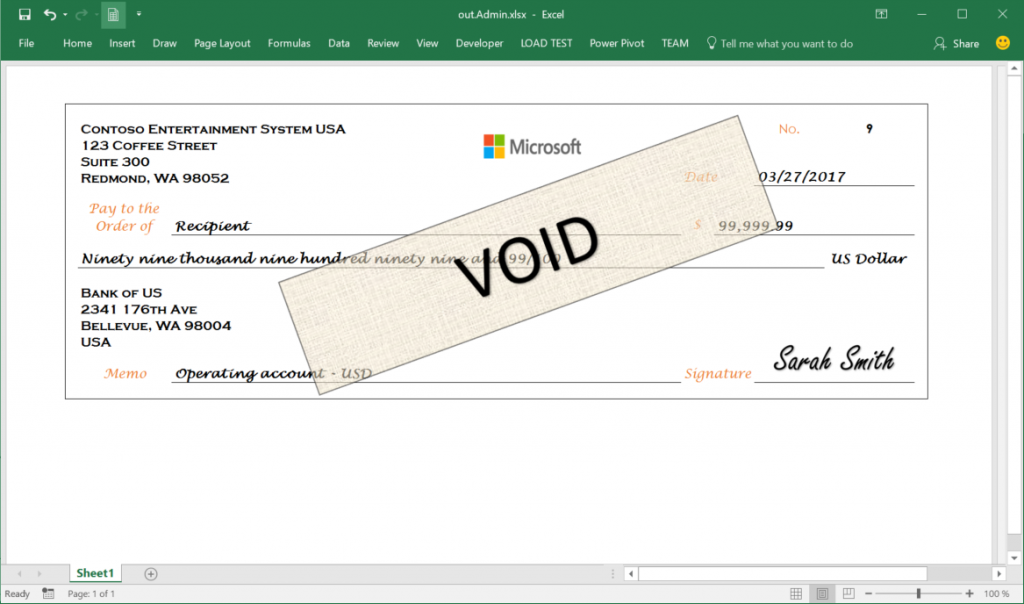 out.Admin.xlsx - Excel
File Home Insert Draw Page Layout Formulas Data Review View Developer LOAD TEST Power Pivot TEAM Tell me what you want to do Share
Contoso Entertainment System USA
123 Coffee Street
Suite 300
Redmond, WA 98052
Microsoft
No. 9
Date 03/27/2017
Pay to the
Order of Recipient $ 99,999.99
Ninety nine thousand nine hundred ninety nine and 99/100 US Dollar
VOID
Bank of US
2341 176th Ave
Bellevue, WA 98004
USA
Memo Operating account - USD Signature Sarah Smith
Sheet1
Ready Page: 1 of 1 100 %